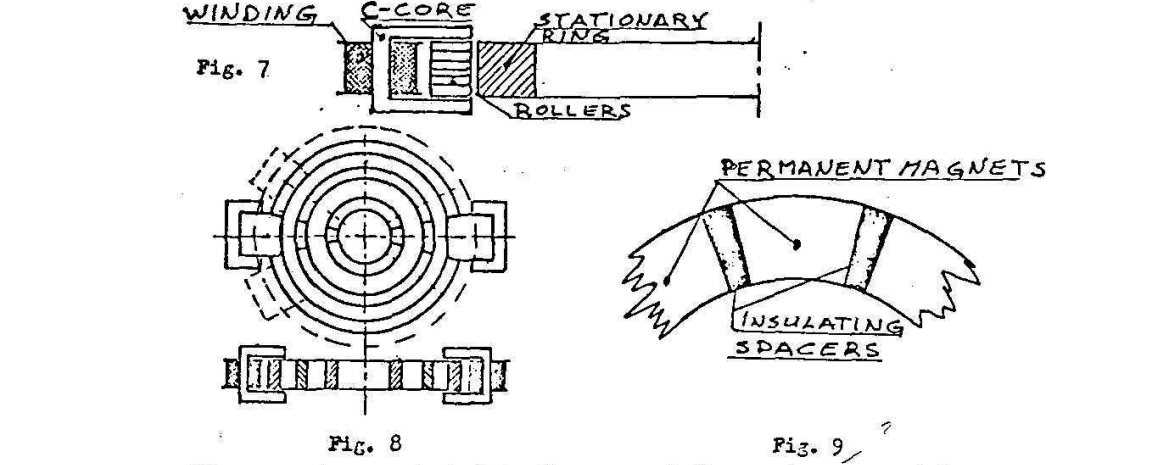 WINDING
C-CORE
STATIONARY
RING
Fig. 7
ROLLERS
PERMANENT MAGNETS
INSULATING
SPACERS
Fig. 8
Fig. 9
?